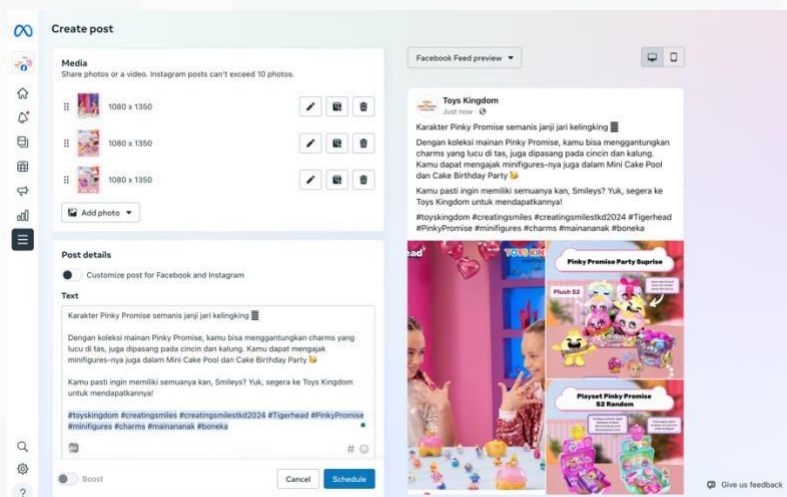 Create post
Media
Share photos or a video. Instagram posts can't exceed 10 photos.
1080 x 1350
1080 x 1350
1080 x 1350
Add photo
Post details
Customize post for Facebook and Instagram
Text
Karakter Pinky Promise semanis janji jari kelingking
Dengan koleksi mainan Pinky Promise, kamu bisa menggantungkan charms yang
lucu di tas, juga dipasang pada cincin dan kalung. Kamu dapat mengajak
minifigures-nya juga dalam Mini Cake Pool dan Cake Birthday Party
Kamu pasti ingin memiliki semuanya kan, Smileys? Yuk, segera ke Toys Kingdom
untuk mendapatkannya!
#toyskingdom #creatingsmiles #creatingsmilestkd2024 #Tigerhead #PinkyPromise
#minifigures #charms #mainananak #boneka
Boost
Cancel
Schedule
Facebook Feed preview
Toys Kingdom
Just now
Karakter Pinky Promise semanis janji jari kelingking
Dengan koleksi mainan Pinky Promise, kamu bisa menggantungkan
charms yang lucu di tas, juga dipasang pada cincin dan kalung.
Kamu dapat mengajak minifigures-nya juga dalam Mini Cake Pool
dan Cake Birthday Party
Kamu pasti ingin memiliki semuanya kan, Smileys? Yuk, segera ke
Toys Kingdom untuk mendapatkannya!
#toyskingdom #creatingsmiles #creatingsmilestkd2024 #Tigerhead
#PinkyPromise #minifigures #charms #mainananak #boneka
Pinky Promise Party Suprise
Plush S2
Playset Pinky Promise
S2 Random
Give us feedback